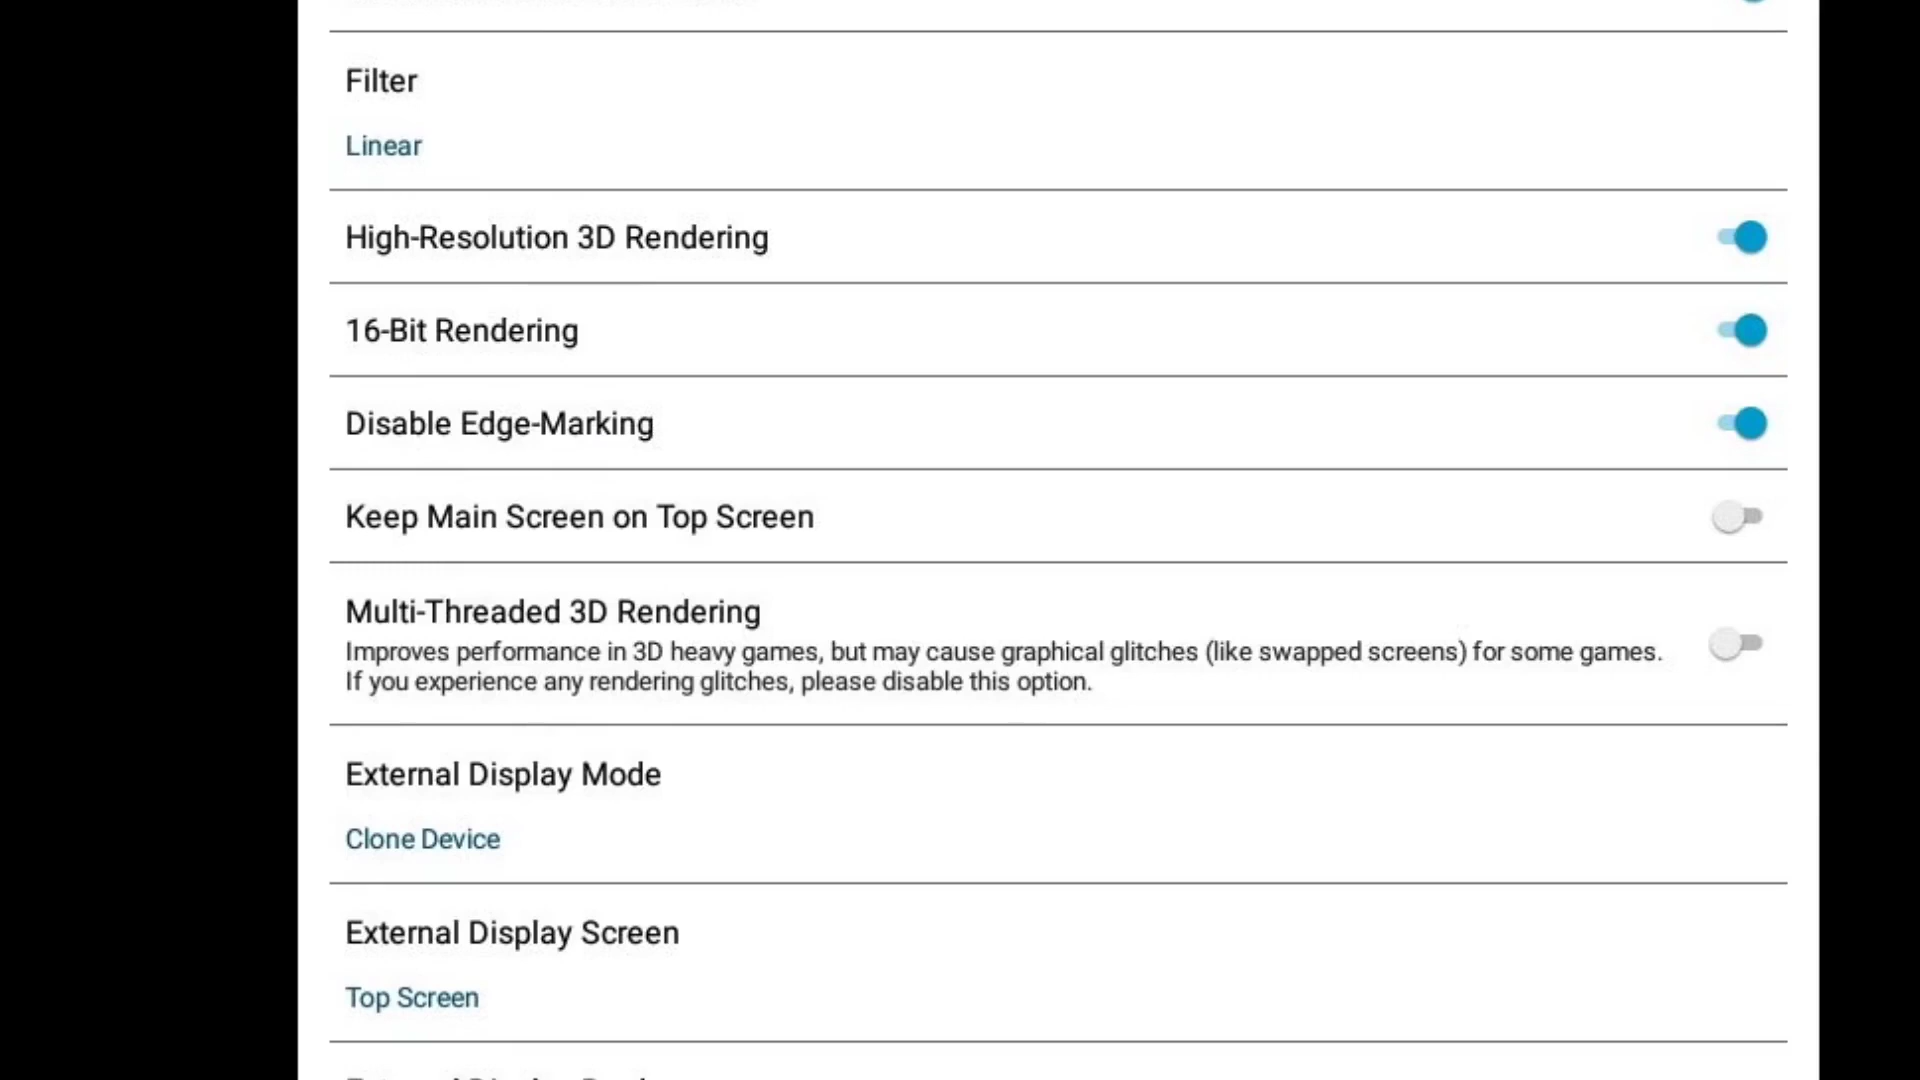 Filter
Linear
High-Resolution 3D Rendering
16-Bit Rendering
Disable Edge-Marking
Keep Main Screen on Top Screen
Multi-Threaded 3D Rendering
Improves performance in 3D heavy games, but may cause graphical glitches (like swapped screens) for some games.
If you experience any rendering glitches, please disable this option.
External Display Mode
Clone Device
External Display Screen
Top Screen